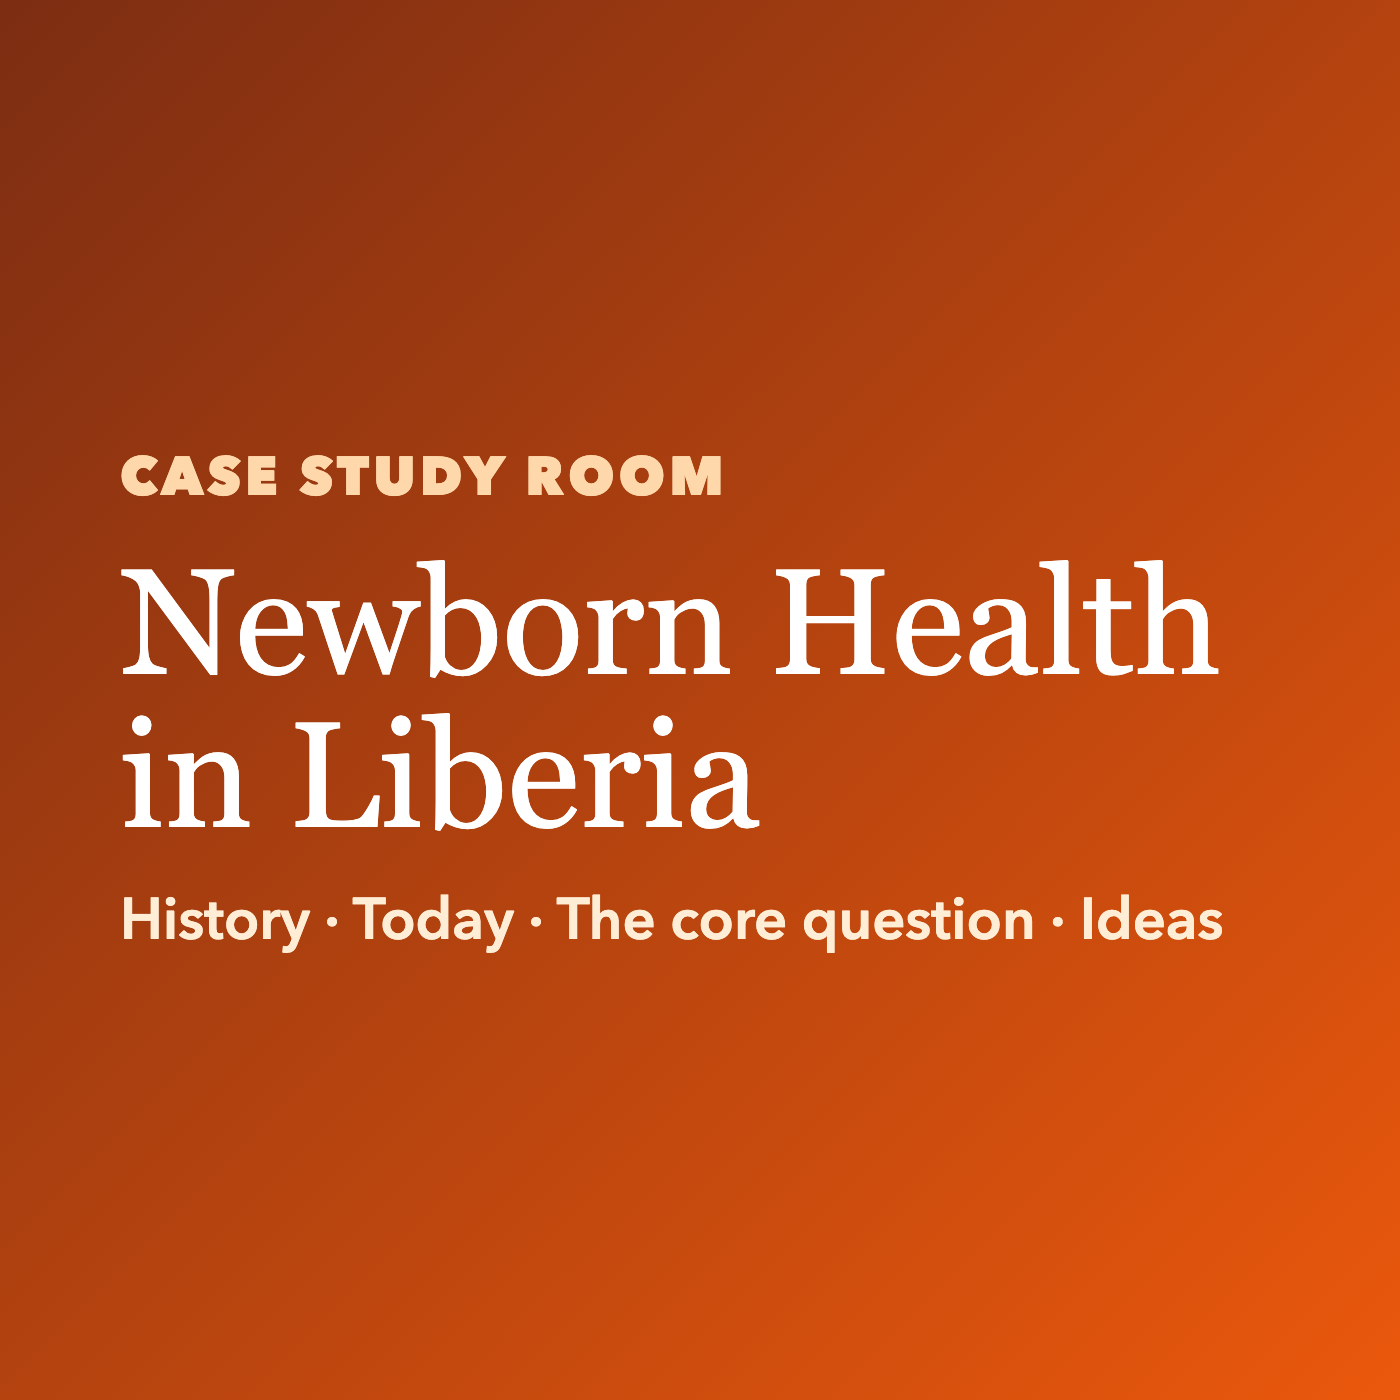 CASE STUDY ROOM
Newborn Health
in Liberia
History · Today · The core question · Ideas